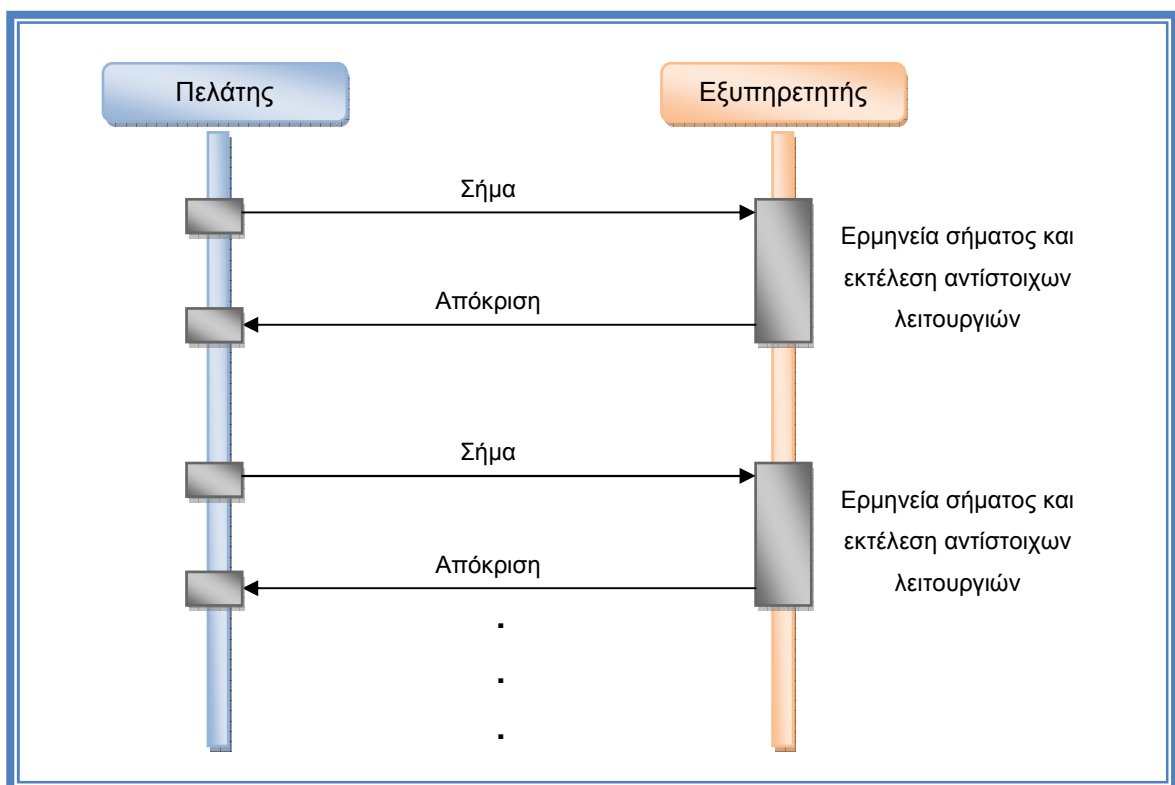 Πελάτης
Εξυπηρετητής
Σήμα
Ερμηνεία σήματος και
εκτέλεση αντίστοιχων
λειτουργιών
Απόκριση
Σήμα
Ερμηνεία σήματος και
εκτέλεση αντίστοιχων
λειτουργιών
Απόκριση
.
.
.